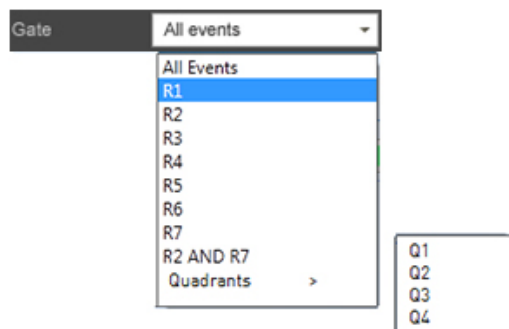 Gate All events
All Events
R1
R2
R3
R4
R5
R6
R7
R2 AND R7
Quadrants >
Q1
Q2
Q3
Q4